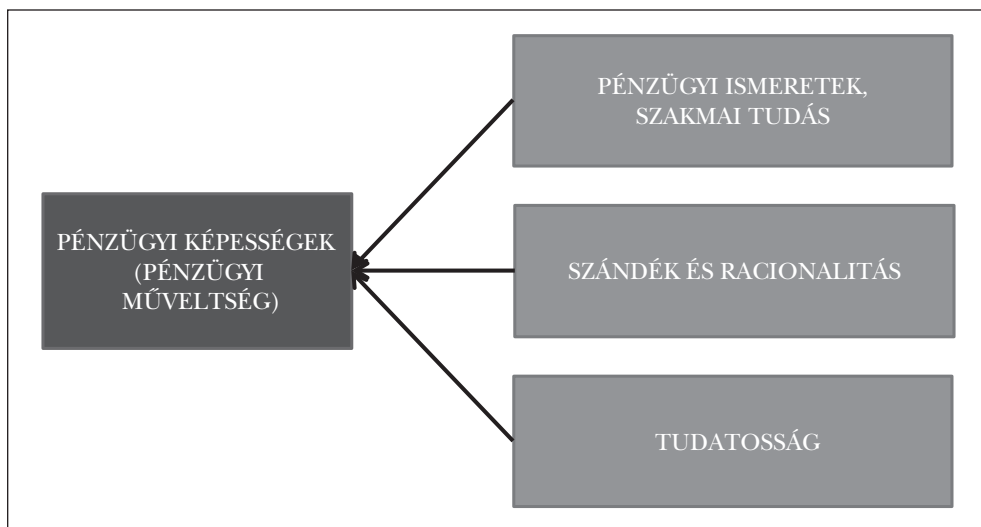 PÉNZÜGYI KÉPESSÉGEK
(PÉNZÜGYI
MŰVELTSÉG)
PÉNZÜGYI ISMERETEK,
SZAKMAI TUDÁS
SZÁNDÉK ÉS RACIONALITÁS
TUDATOSSÁG